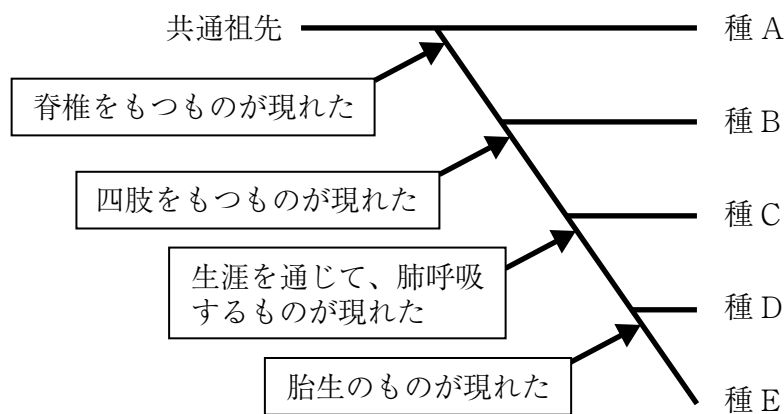 共通祖先
種 A
脊椎をもつものが現れた
種 B
四肢をもつものが現れた
種 C
生涯を通じて、肺呼吸
するものが現れた
種 D
胎生のものが現れた
種 E